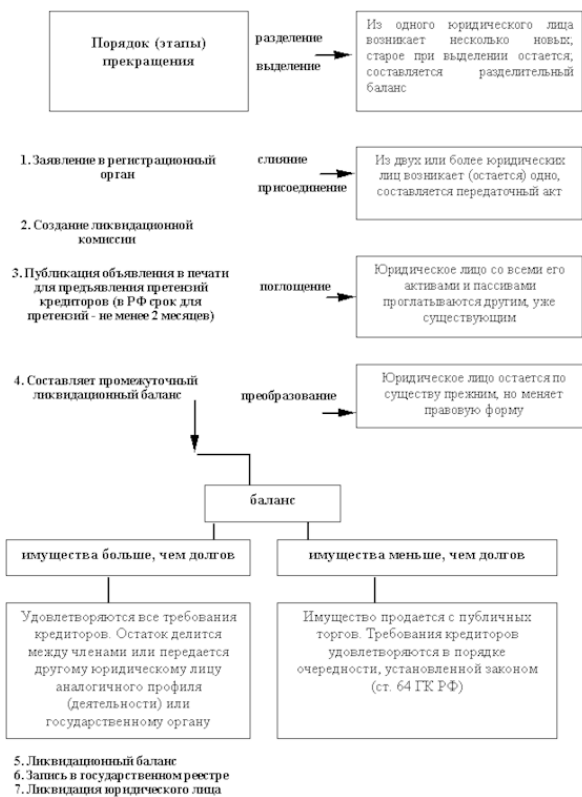 Порядок (этапы)
прекращения
разделение
выделение
Из одного юридического лица
возникает несколько новых;
старое при выделении остается;
составляется разделительный
баланс
1. Заявление в регистрационный
орган
слияние
присоединение
Из двух или более юридических
лиц возникает (остается) одно,
составляется передаточный акт
2. Создание ликвидационной
комиссии
3. Публикация объявления в печати
для предъявления претензий
кредиторов (в РФ срок для
претензий - не менее 2 месяцев)
поглощение
Юридическое лицо со всеми его
активами и пассивами
проглатываются другим, уже
существующим
4. Составляет промежуточный
ликвидационный баланс
преобразование
Юридическое лицо остается по
существу прежним, но меняет
правовую форму
баланс
имущества больше, чем долгов
имущества меньше, чем долгов
Удовлетворяются все требования
кредиторов. Остаток делится
между членами или передается
другому юридическому лицу
аналогичного профиля
(деятельности) или
государственному органу
Имущество продается с публичных
торгов. Требования кредиторов
удовлетворяются в порядке
очередности, установленной законом
(ст. 64 ГК РФ)
5. Ликвидационный баланс
6. Запись в государственном реестре
7. Ликвидация юридического лица